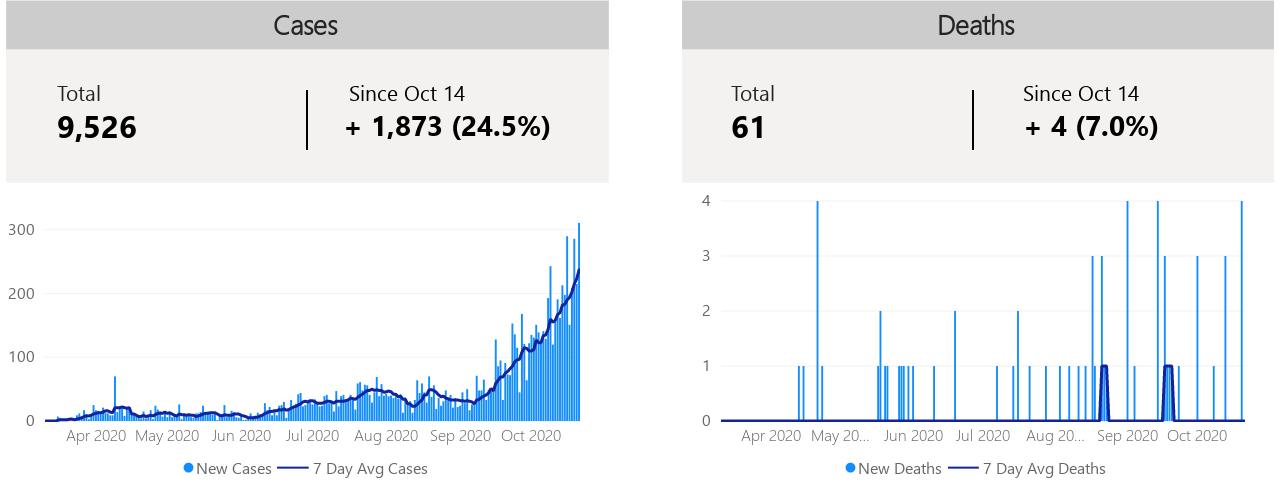 Cases
Total
9,526
Since Oct 14
+ 1,873 (24.5%)
300
200
100
0
Apr 2020 May 2020 Jun 2020 Jul 2020 Aug 2020 Sep 2020 Oct 2020
New Cases 7 Day Avg Cases
Deaths
Total
61
Since Oct 14
+ 4 (7.0%)
4
3
2
1
0
Apr 2020 May 20... Jun 2020 Jul 2020 Aug 20... Sep 2020 Oct 2020
New Deaths 7 Day Avg Deaths